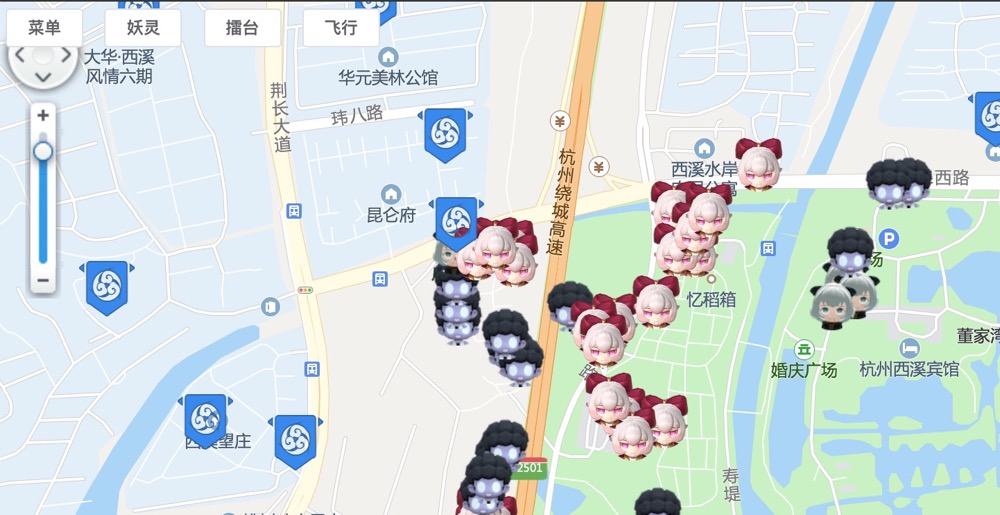 菜单
妖灵
擂台
飞行
大华·西溪
风情六期
华元美林公馆
荆长大道
玮八路
杭州绕城高速
西溪水岸
昆仑府
西路
P
忆稻箱
董家湾
婚庆广场
杭州西溪宾馆
2501
寿堤